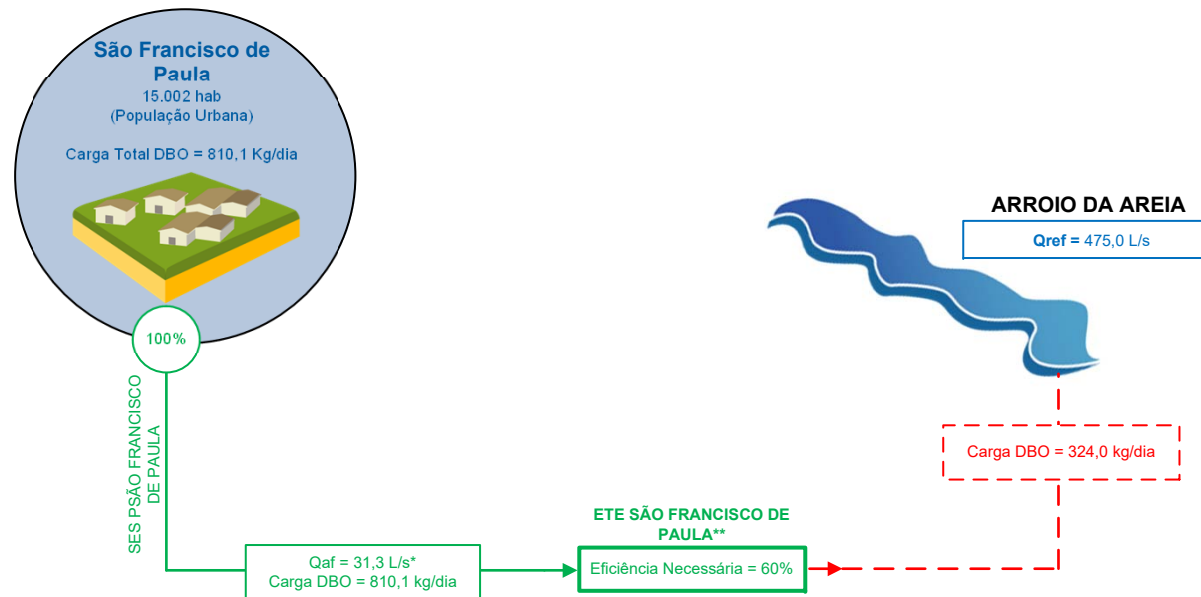 São Francisco de
Paula
15.002 hab
(População Urbana)
Carga Total DBO = 810,1 Kg/dia
100%
SES PSÃO FRANCISCO
DE PAULA
Qaf = 31,3 L/s*
Carga DBO = 810,1 kg/dia
ETE SÃO FRANCISCO DE
PAULA**
Eficiência Necessária = 60%
Carga DBO = 324,0 kg/dia
ARROIO DA AREIA
Qref = 475,0 L/s